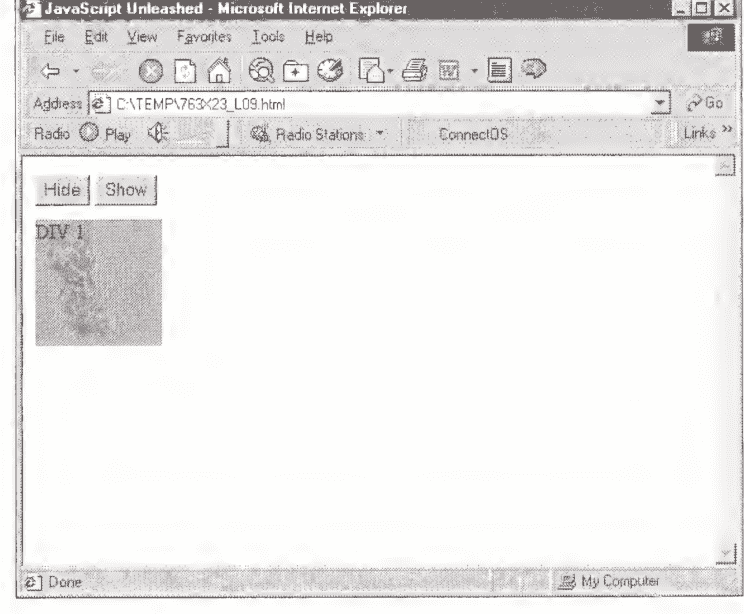 JavaScript Unleashed - Microsoft Internet Explorer
File Edit View Favorites Tools Help
Address C:\TEMP\763X23_L09.html Go
Radio Play Radio Stations ConnectOS Links »
Hide Show
DIV 1
Done My Computer